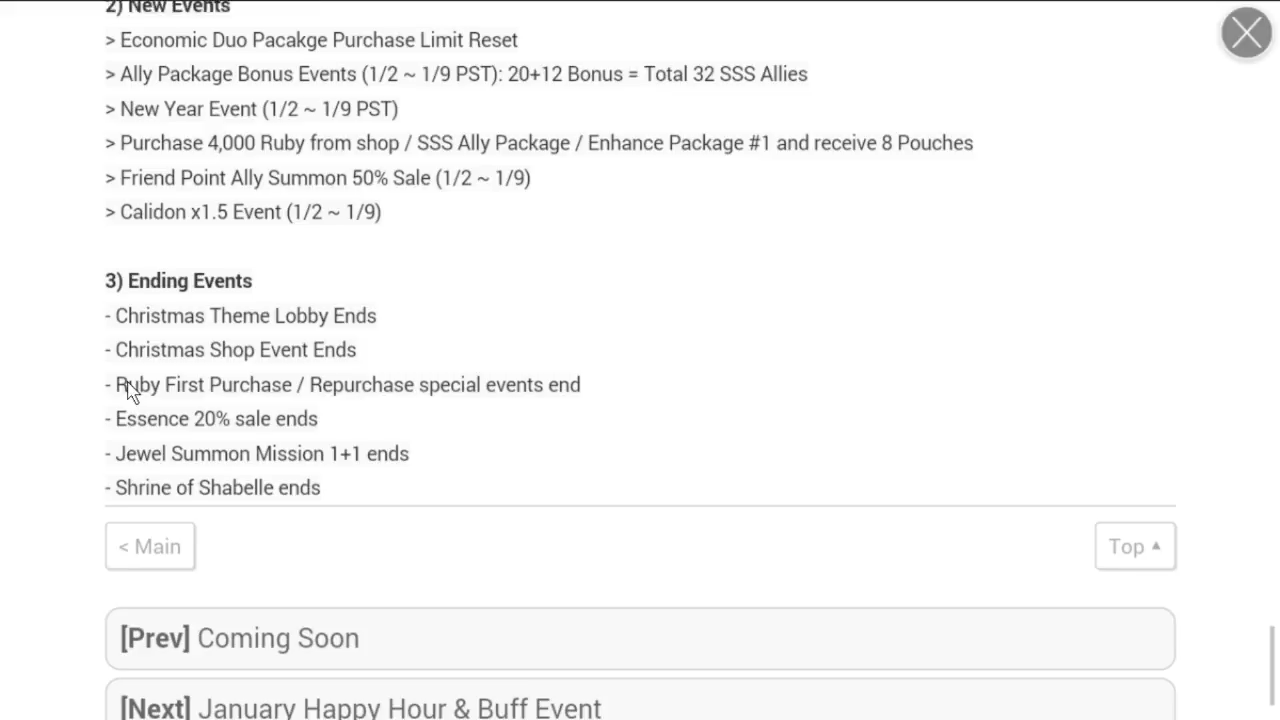 2) New Events
> Economic Duo Pacakge Purchase Limit Reset
> Ally Package Bonus Events (1/2 ~ 1/9 PST): 20+12 Bonus = Total 32 SSS Allies
> New Year Event (1/2 ~ 1/9 PST)
> Purchase 4,000 Ruby from shop / SSS Ally Package / Enhance Package #1 and receive 8 Pouches
> Friend Point Ally Summon 50% Sale (1/2 ~ 1/9)
> Calidon x1.5 Event (1/2 ~ 1/9)
3) Ending Events
- Christmas Theme Lobby Ends
- Christmas Shop Event Ends
- Ruby First Purchase / Repurchase special events end
- Essence 20% sale ends
- Jewel Summon Mission 1+1 ends
- Shrine of Shabelle ends
< Main
Top ▲
[Prev] Coming Soon
[Next] January Happy Hour & Buff Event